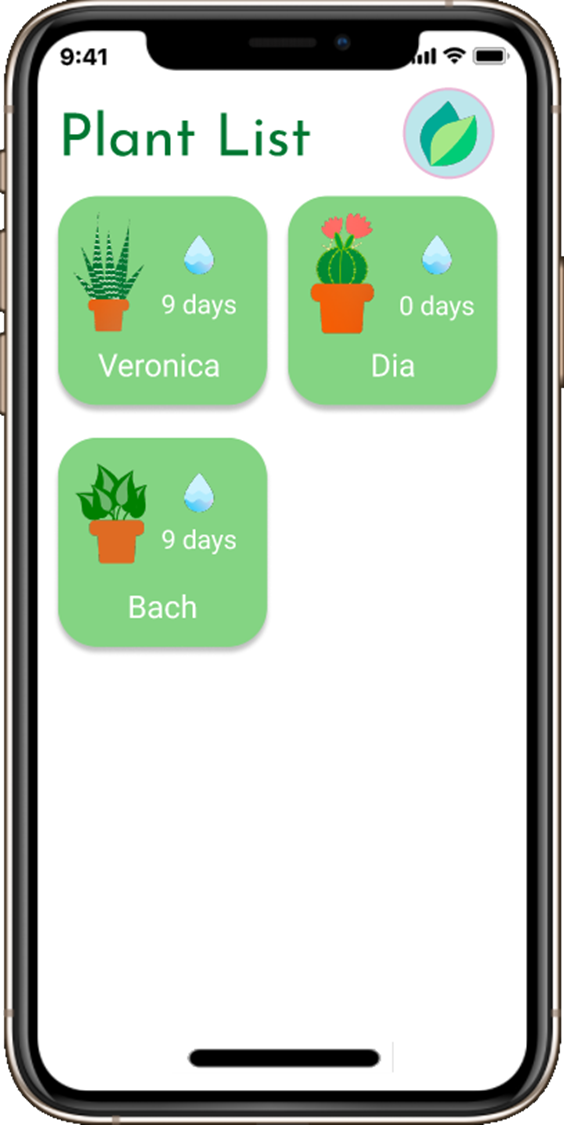 9:41
Plant List
9 days
Veronica
0 days
Dia
9 days
Bach